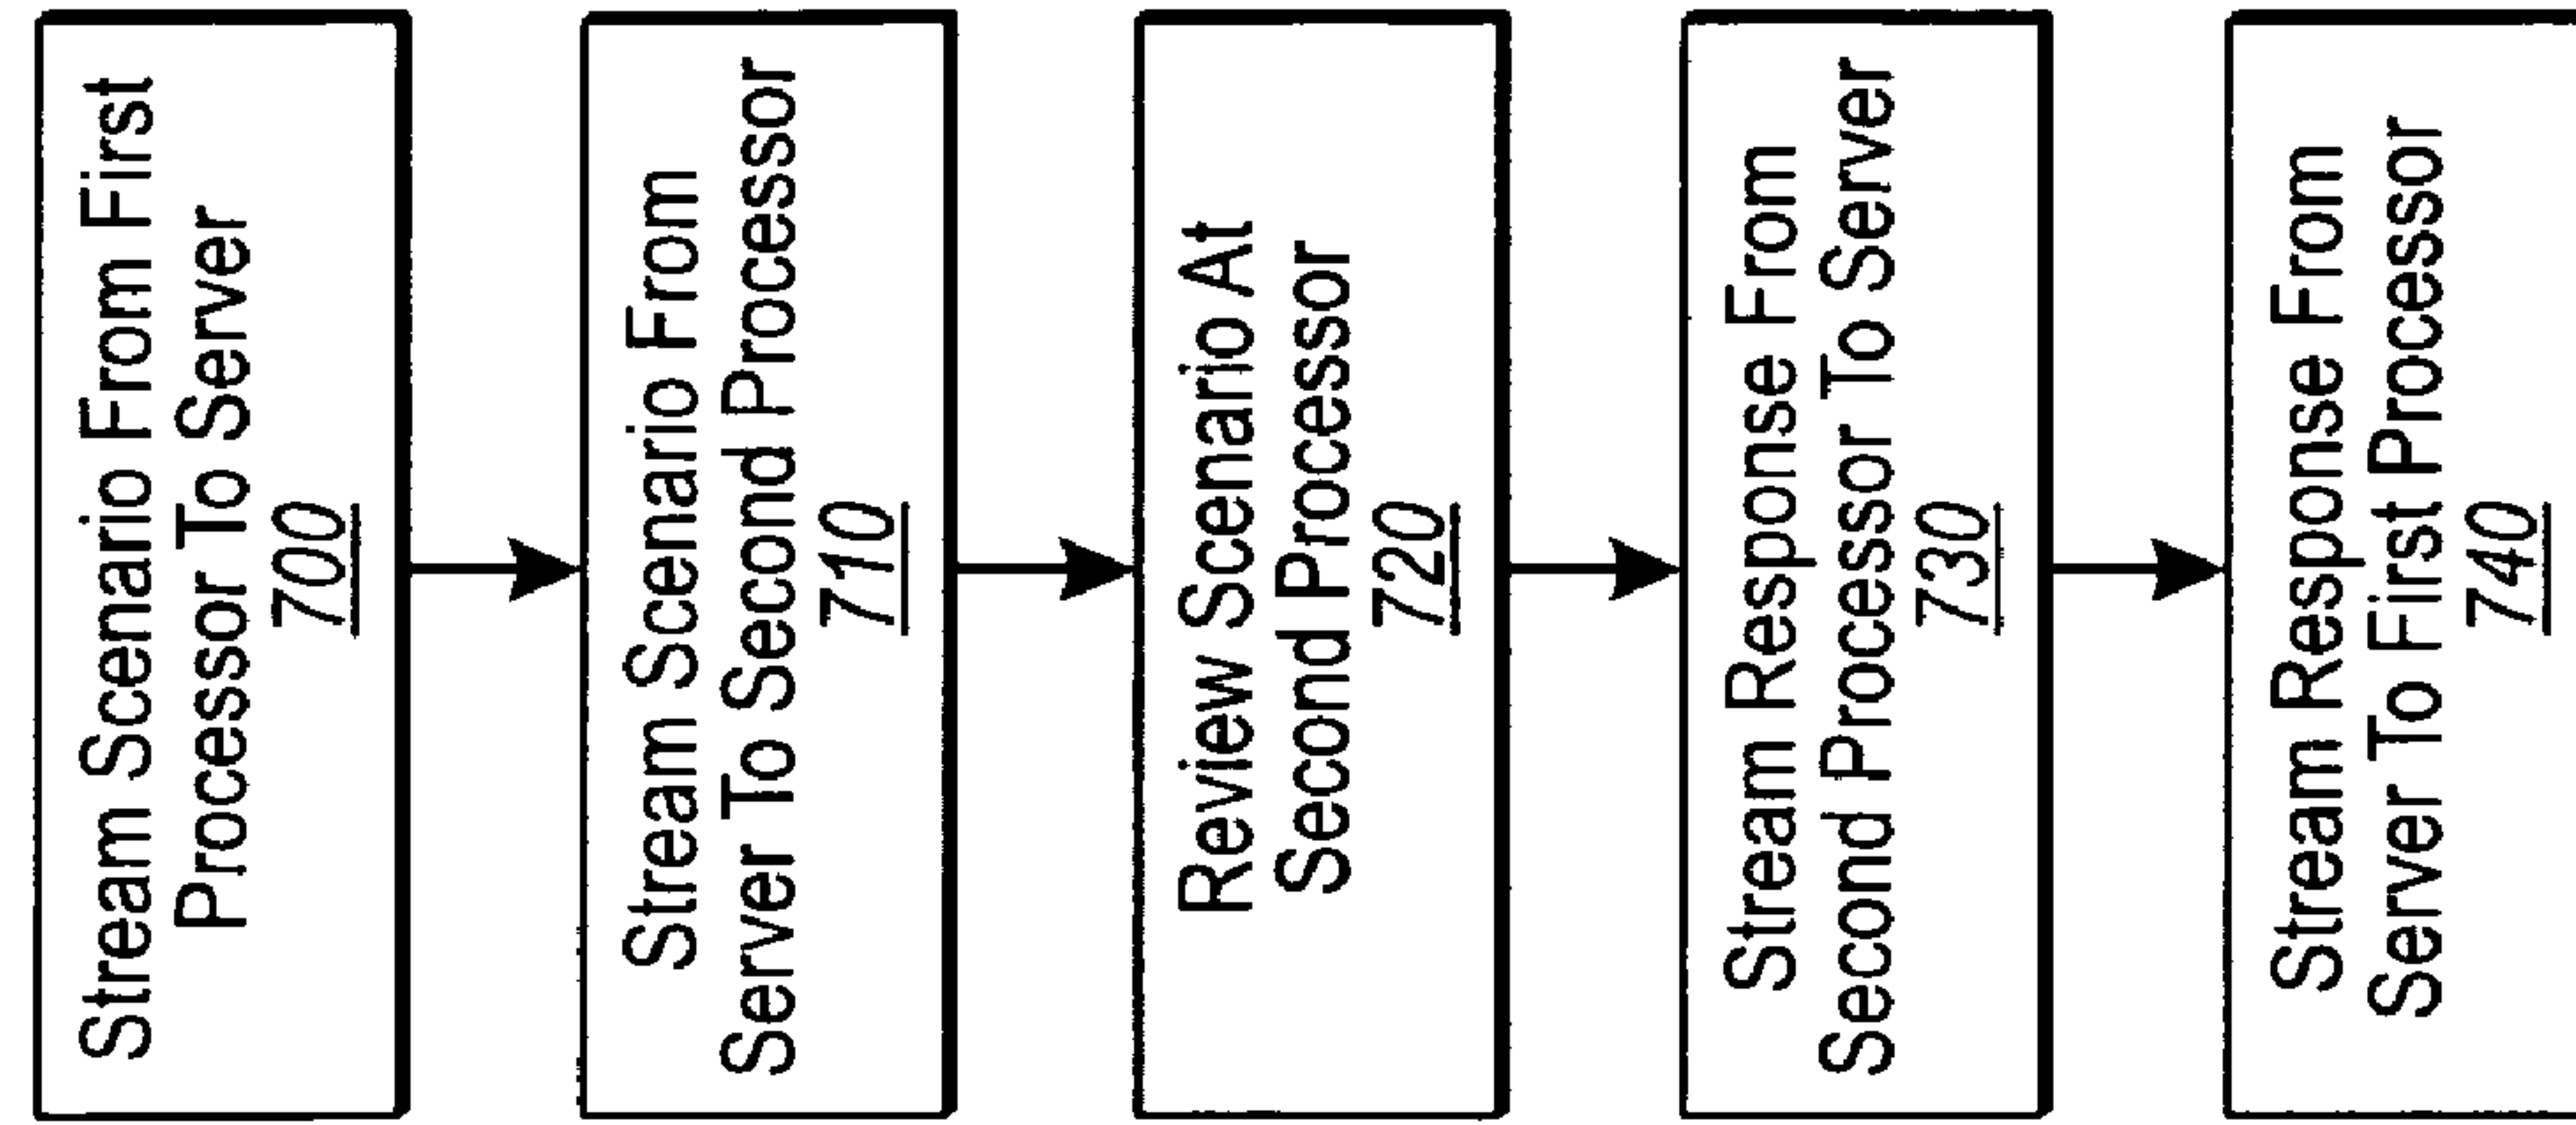 Stream Scenario From First
Processor To Server
700
Stream Scenario From
Server To Second Processor
710
Review Scenario At
Second Processor
720
Stream Response From
Second Processor To Server
730
Stream Response From
Server To First Processor
740